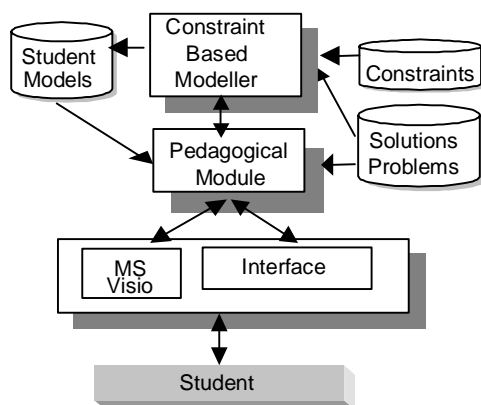 Student
Models
Constraint
Based
Modeller
Constraints
Solutions
Problems
Pedagogical
Module
MS
Visio
Interface
Student